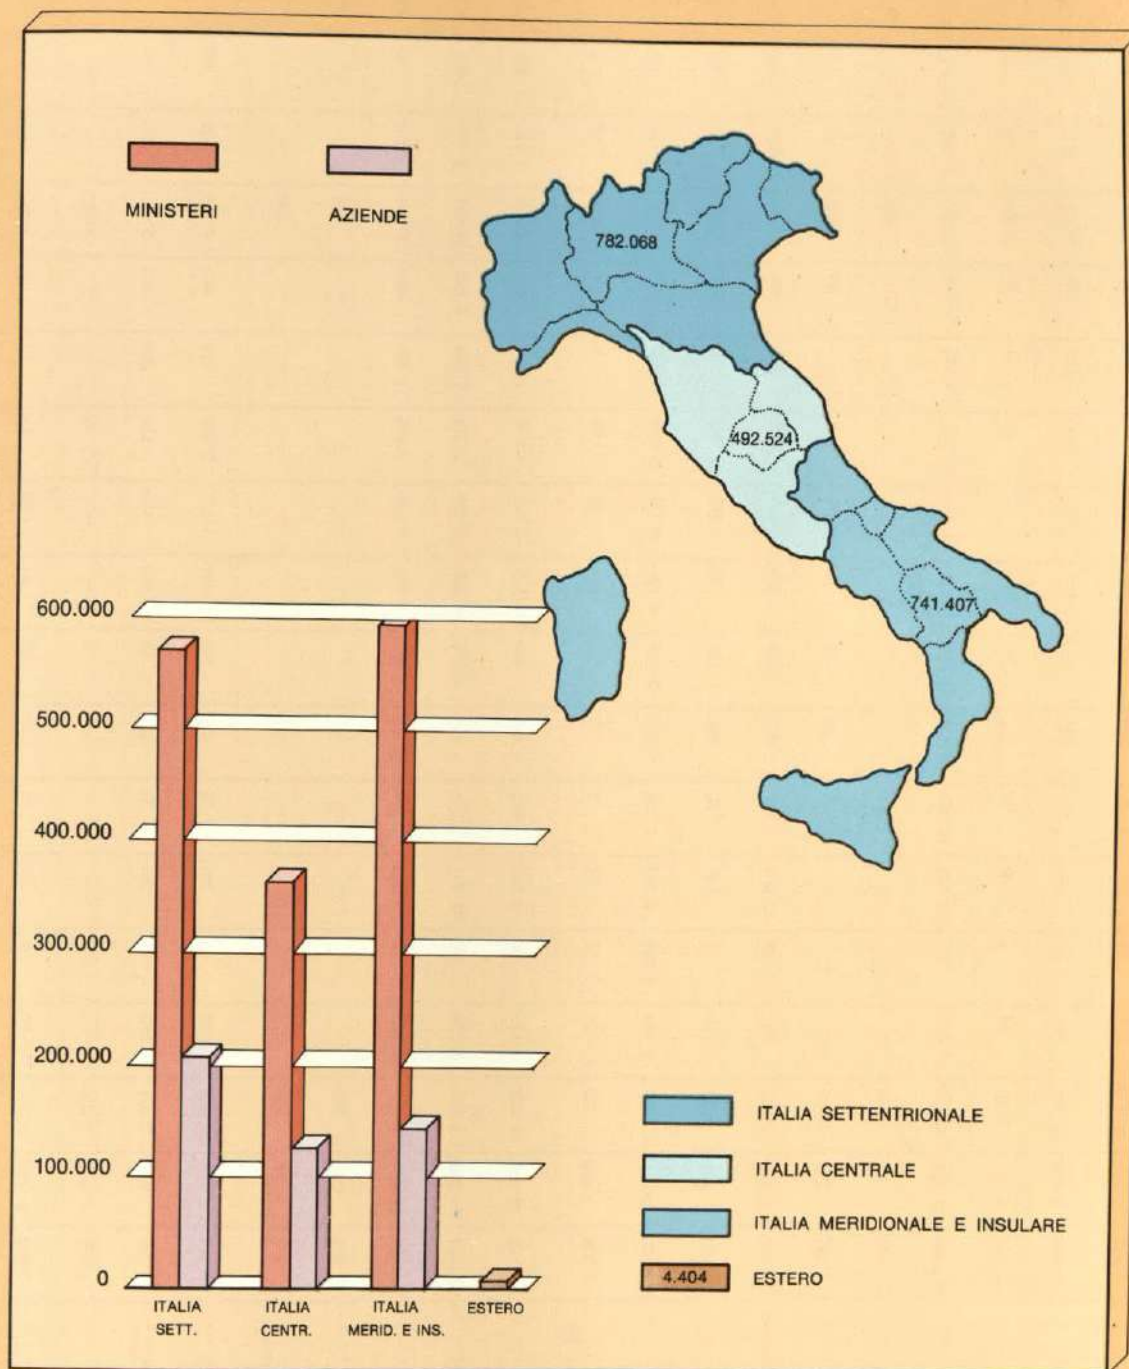 MINISTERI
AZIENDE
782.068
492.524
741.407
600.000
500.000
400.000
300.000
200.000
100.000
0
ITALIA SETT.
ITALIA CENTR.
ITALIA MERID. E INS.
ESTERO
ITALIA SETTENTRIONALE
ITALIA CENTRALE
ITALIA MERIDIONALE E INSULARE
4.404 ESTERO